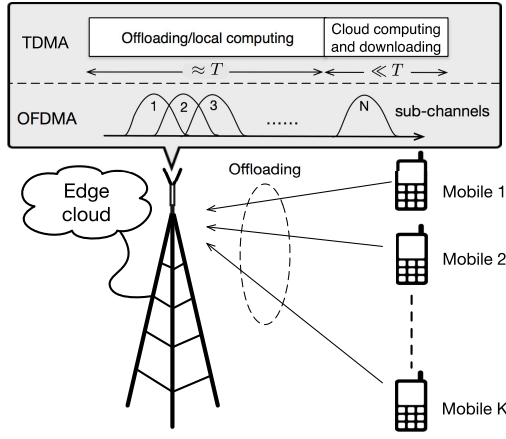 TDMA
Offloading/local computing
Cloud computing
and downloading
≈ T
≪ T
OFDMA
1 2 3 ...... N
sub-channels
Offloading
Edge
cloud
Mobile 1
Mobile 2
Mobile K